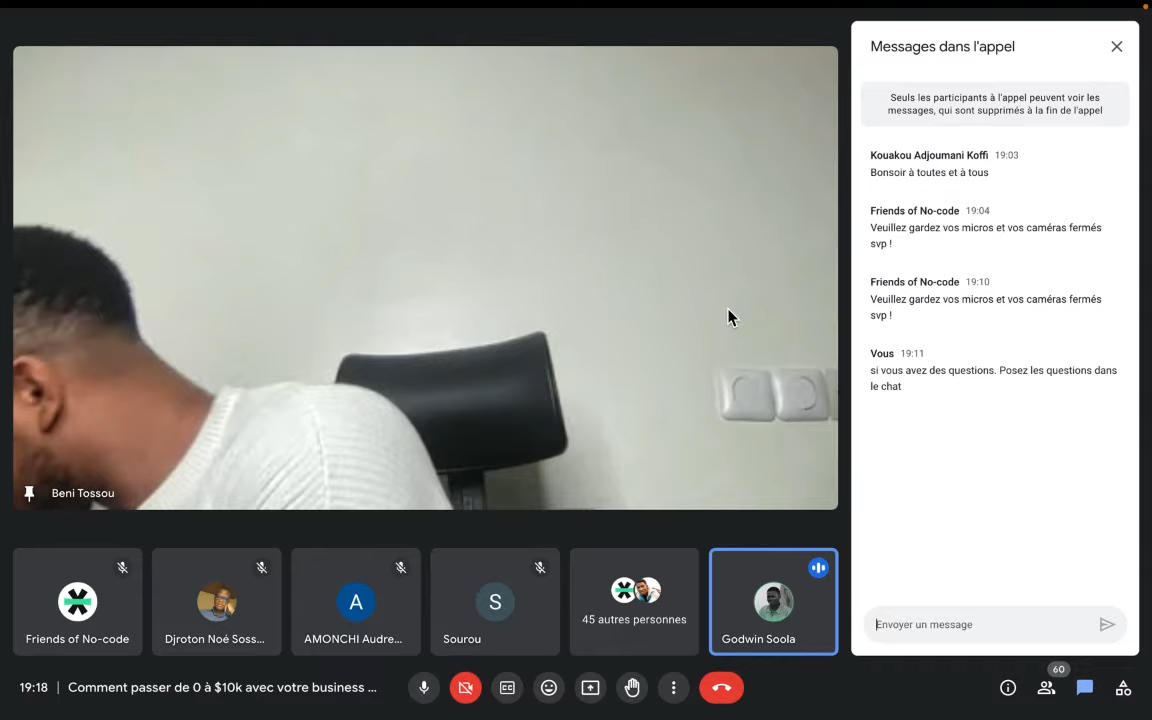 Messages dans l'appel
Seuls les participants à l'appel peuvent voir les
messages, qui sont supprimés à la fin de l'appel
Kouakou Adjoumani Koffi 19:03
Bonsoir à toutes et à tous
Friends of No-code 19:04
Veuillez gardez vos micros et vos caméras fermés
svp !
Friends of No-code 19:10
Veuillez gardez vos micros et vos caméras fermés
svp !
Vous 19:11
si vous avez des questions. Posez les questions dans
le chat
Envoyer un message
Beni Tossou
Friends of No-code
Djroton Noé Soss...
A
AMONCHI Audre...
S
Sourou
45 autres personnes
Godwin Soola
19:18 | Comment passer de 0 à $10k avec votre business ...
60